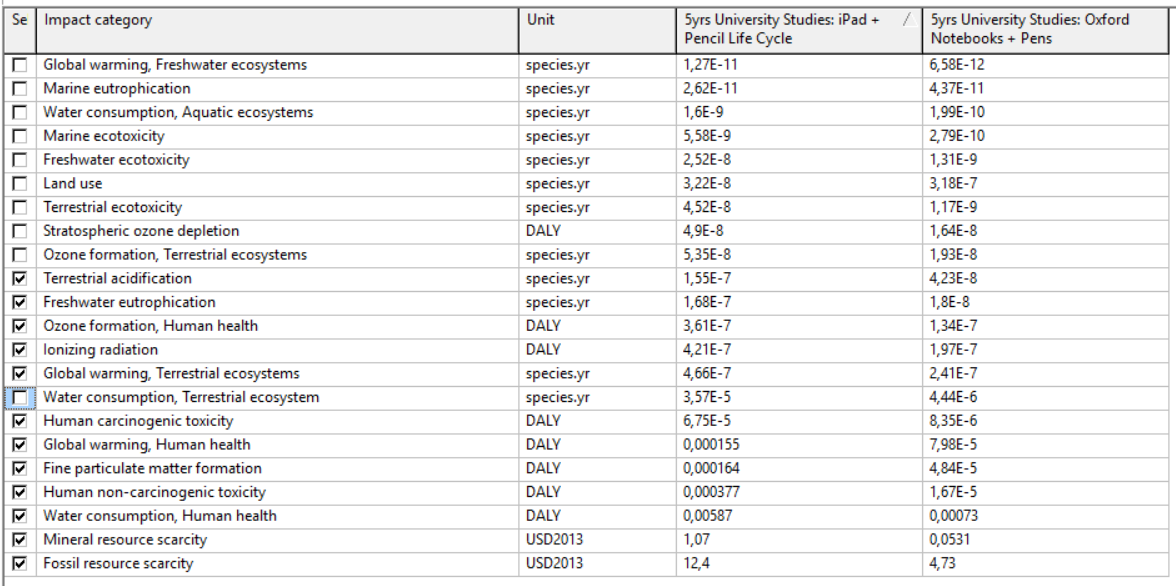 Se Impact category Unit 5yrs University Studies: iPad + Pencil Life Cycle 5yrs University Studies: Oxford Notebooks + Pens
Global warming, Freshwater ecosystems species.yr 1,27E-11 6,58E-12
Marine eutrophication species.yr 2,62E-11 4,37E-11
Water consumption, Aquatic ecosystems species.yr 1,6E-9 1,99E-10
Marine ecotoxicity species.yr 5,58E-9 2,79E-10
Freshwater ecotoxicity species.yr 2,52E-8 1,31E-9
Land use species.yr 3,22E-8 3,18E-7
Terrestrial ecotoxicity species.yr 4,52E-8 1,17E-9
Stratospheric ozone depletion DALY 4,9E-8 1,64E-8
Ozone formation, Terrestrial ecosystems species.yr 5,35E-8 1,93E-8
Terrestrial acidification species.yr 1,55E-7 4,23E-8
Freshwater eutrophication species.yr 1,68E-7 1,8E-8
Ozone formation, Human health DALY 3,61E-7 1,34E-7
Ionizing radiation DALY 4,21E-7 1,97E-7
Global warming, Terrestrial ecosystems species.yr 4,66E-7 2,41E-7
Water consumption, Terrestrial ecosystem species.yr 3,57E-5 4,44E-6
Human carcinogenic toxicity DALY 6,75E-5 8,35E-6
Global warming, Human health DALY 0,000155 7,98E-5
Fine particulate matter formation DALY 0,000164 4,84E-5
Human non-carcinogenic toxicity DALY 0,000377 1,67E-5
Water consumption, Human health DALY 0,00587 0,00073
Mineral resource scarcity USD2013 1,07 0,0531
Fossil resource scarcity USD2013 12,4 4,73